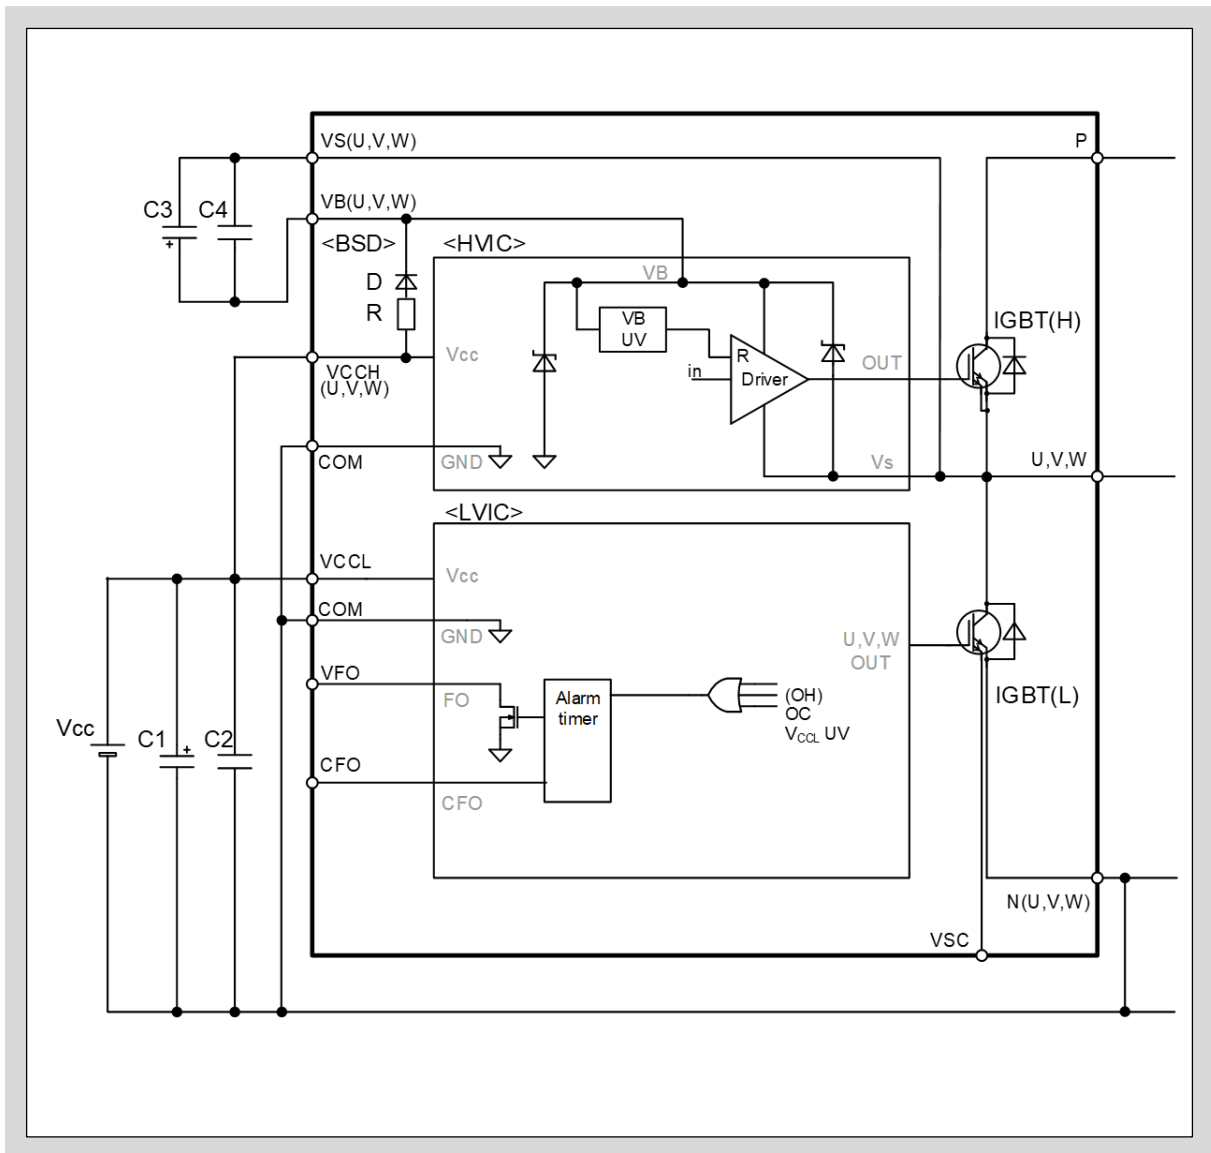 VS(U,V,W)
P
C3
C4
VB(U,V,W)
+
<BSD>
<HVIC>
VB
D
R
VB
UV
IGBT(H)
Vcc
R
OUT
in
Driver
VCCH
(U,V,W)
COM
GND
Vs
U,V,W
<LVIC>
VCCL
Vcc
COM
GND
U,V,W
OUT
VFO
FO
Alarm
timer
(OH)
OC
VCCL UV
IGBT(L)
Vcc
C1
+
C2
CFO
CFO
N(U,V,W)
VSC